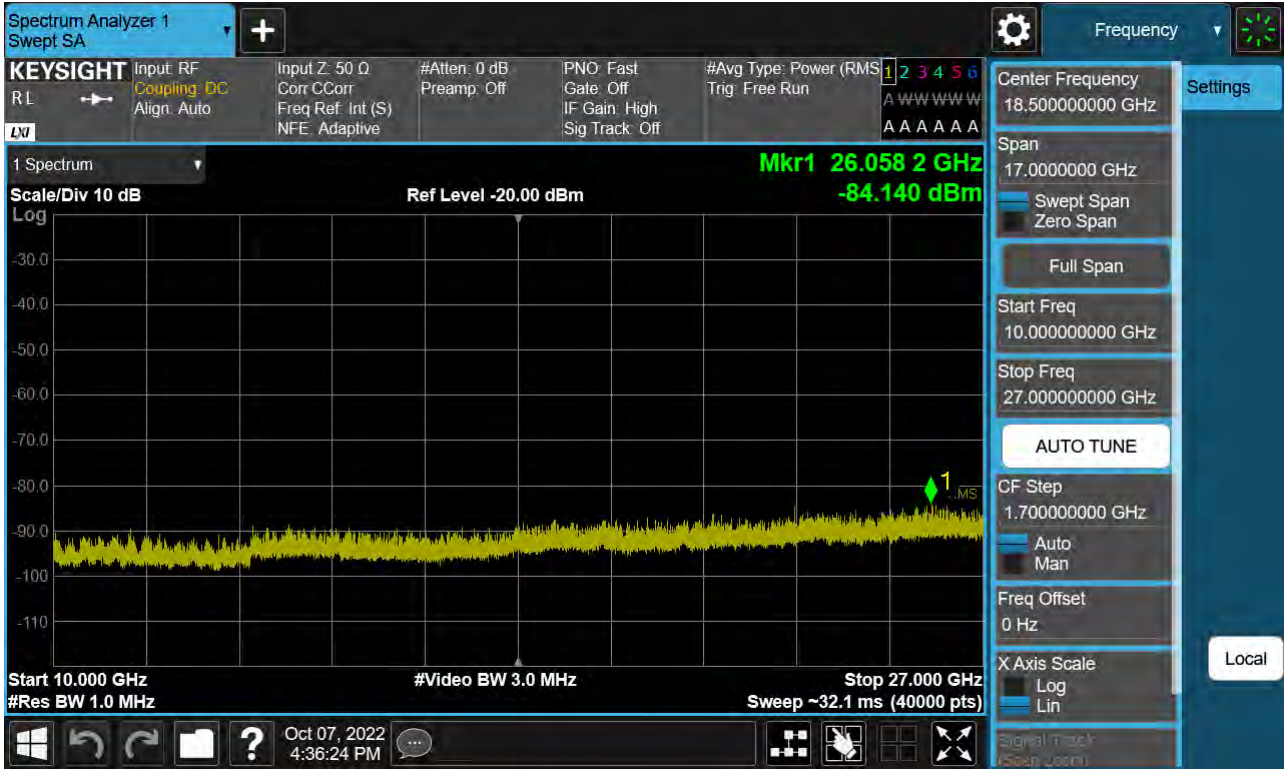 Spectrum Analyzer 1
Swept SA
Frequency
KEYSIGHT
R L
LXI
Input: RF
Coupling: DC
Align: Auto
Input Z: 50 Ω
Corr CCorr
Freq Ref: Int (S)
NFE: Adaptive
#Atten: 0 dB
Preamp: Off
PNO: Fast
Gate: Off
IF Gain: High
Sig Track: Off
#Avg Type: Power (RMS
Trig: Free Run
1 2 3 4 5 6
A W W W W W
A A A A A A
1 Spectrum
Scale/Div 10 dB
Ref Level -20.00 dBm
Mkr1 26.058 2 GHz
-84.140 dBm
Log
-30.0
-40.0
-50.0
-60.0
-70.0
-80.0
-90.0
-100
-110
1
Start 10.000 GHz
#Video BW 3.0 MHz
Stop 27.000 GHz
#Res BW 1.0 MHz
Sweep ~32.1 ms (40000 pts)
Center Frequency
18.500000000 GHz
Settings
Span
17.0000000 GHz
Swept Span
Zero Span
Full Span
Start Freq
10.000000000 GHz
Stop Freq
27.000000000 GHz
AUTO TUNE
CF Step
1.700000000 GHz
Auto
Man
Freq Offset
0 Hz
X Axis Scale
Log
Lin
Local
Signal Track
(Span Zoom)
?
Oct 07, 2022
4:36:24 PM